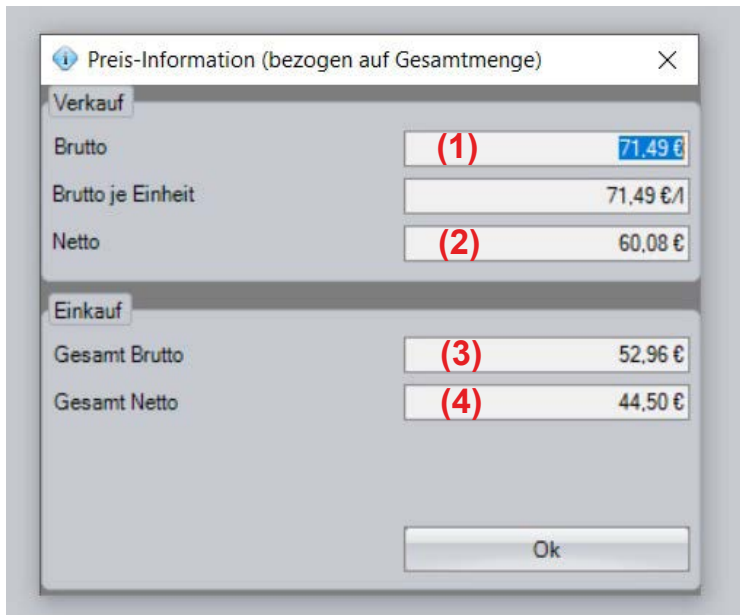 Preis-Information (bezogen auf Gesamtmenge)
Verkauf
Brutto (1) 71,49 €
Brutto je Einheit 71,49 €/l
Netto (2) 60,08 €
Einkauf
Gesamt Brutto (3) 52,96 €
Gesamt Netto (4) 44,50 €
Ok